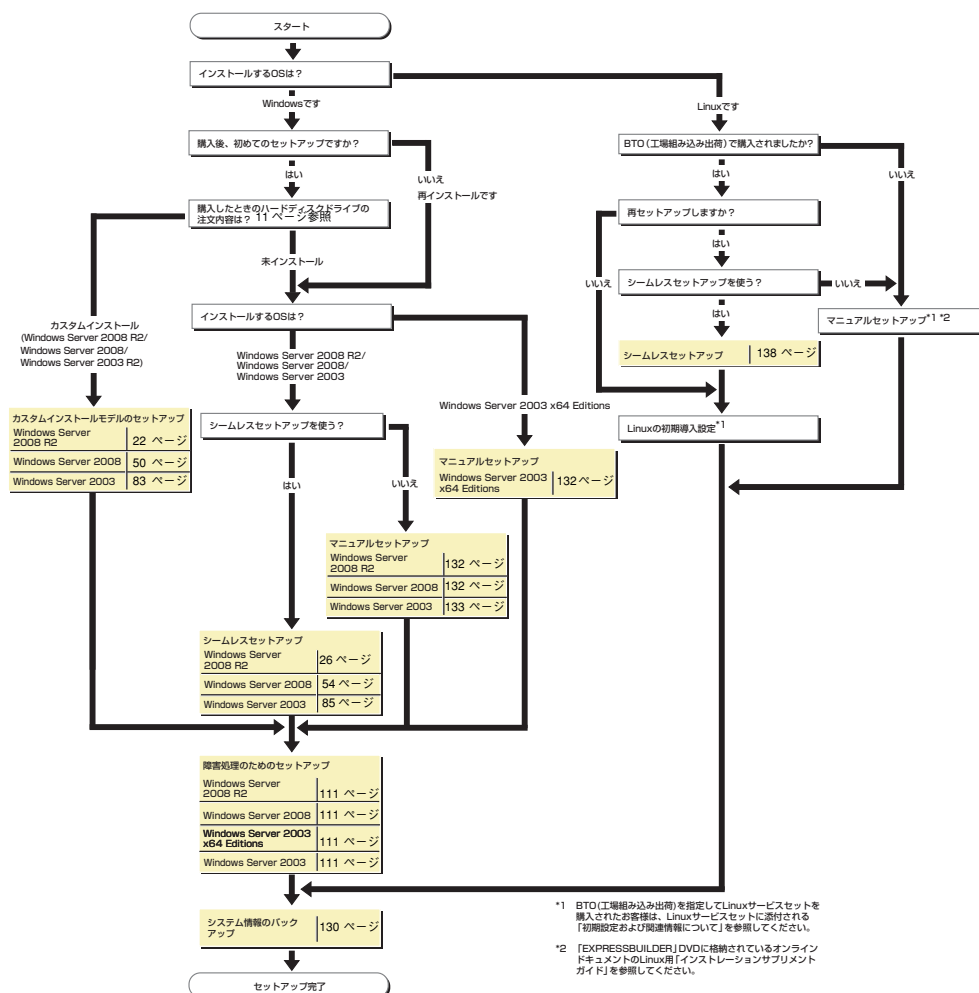 スタート
インストールするOSは？
Windowsです
Linuxです
購入後、初めてのセットアップですか？
はい
いいえ
再インストールです
BTO（工場組み込み出荷）で購入されましたか？
はい
いいえ
購入したときのハードディスクドライブの
注文内容は？ 11 ページ参照
未インストール
再セットアップしますか？
はい
いいえ
シームレスセットアップを使う？
いいえ
はい
マニュアルセットアップ*1 *2
カスタムインストール
(Windows Server 2008 R2/
Windows Server 2008/
Windows Server 2003 R2)
インストールするOSは？
Windows Server 2008 R2/
Windows Server 2008/
Windows Server 2003
Windows Server 2003 x64 Editions
シームレスセットアップ 138 ページ
Linuxの初期導入設定*1
カスタムインストールモデルのセットアップ
Windows Server
2008 R2 22 ページ
Windows Server 2008 50 ページ
Windows Server 2003 83 ページ
シームレスセットアップを使う？
はい
いいえ
マニュアルセットアップ
Windows Server 2003
x64 Editions 132ページ
マニュアルセットアップ
Windows Server
2008 R2 132 ページ
Windows Server 2008 132 ページ
Windows Server 2003 133 ページ
シームレスセットアップ
Windows Server
2008 R2 26 ページ
Windows Server 2008 54 ページ
Windows Server 2003 85 ページ
障害処理のためのセットアップ
Windows Server
2008 R2 111 ページ
Windows Server 2008 111 ページ
Windows Server 2003
x64 Editions 111 ページ
Windows Server 2003 111 ページ
システム情報のバック
アップ 130 ページ
セットアップ完了
*1 BTO(工場組み込み出荷)を指定してLinuxサービスセットを
購入されたお客様は、Linuxサービスセットに添付される
「初期設定および関連情報について」を参照してください。
*2 「EXPRESSBUILDER」DVDに格納されているオンライン
ドキュメントのLinux用「インストレーションサプリメント
ガイド」を参照してください。